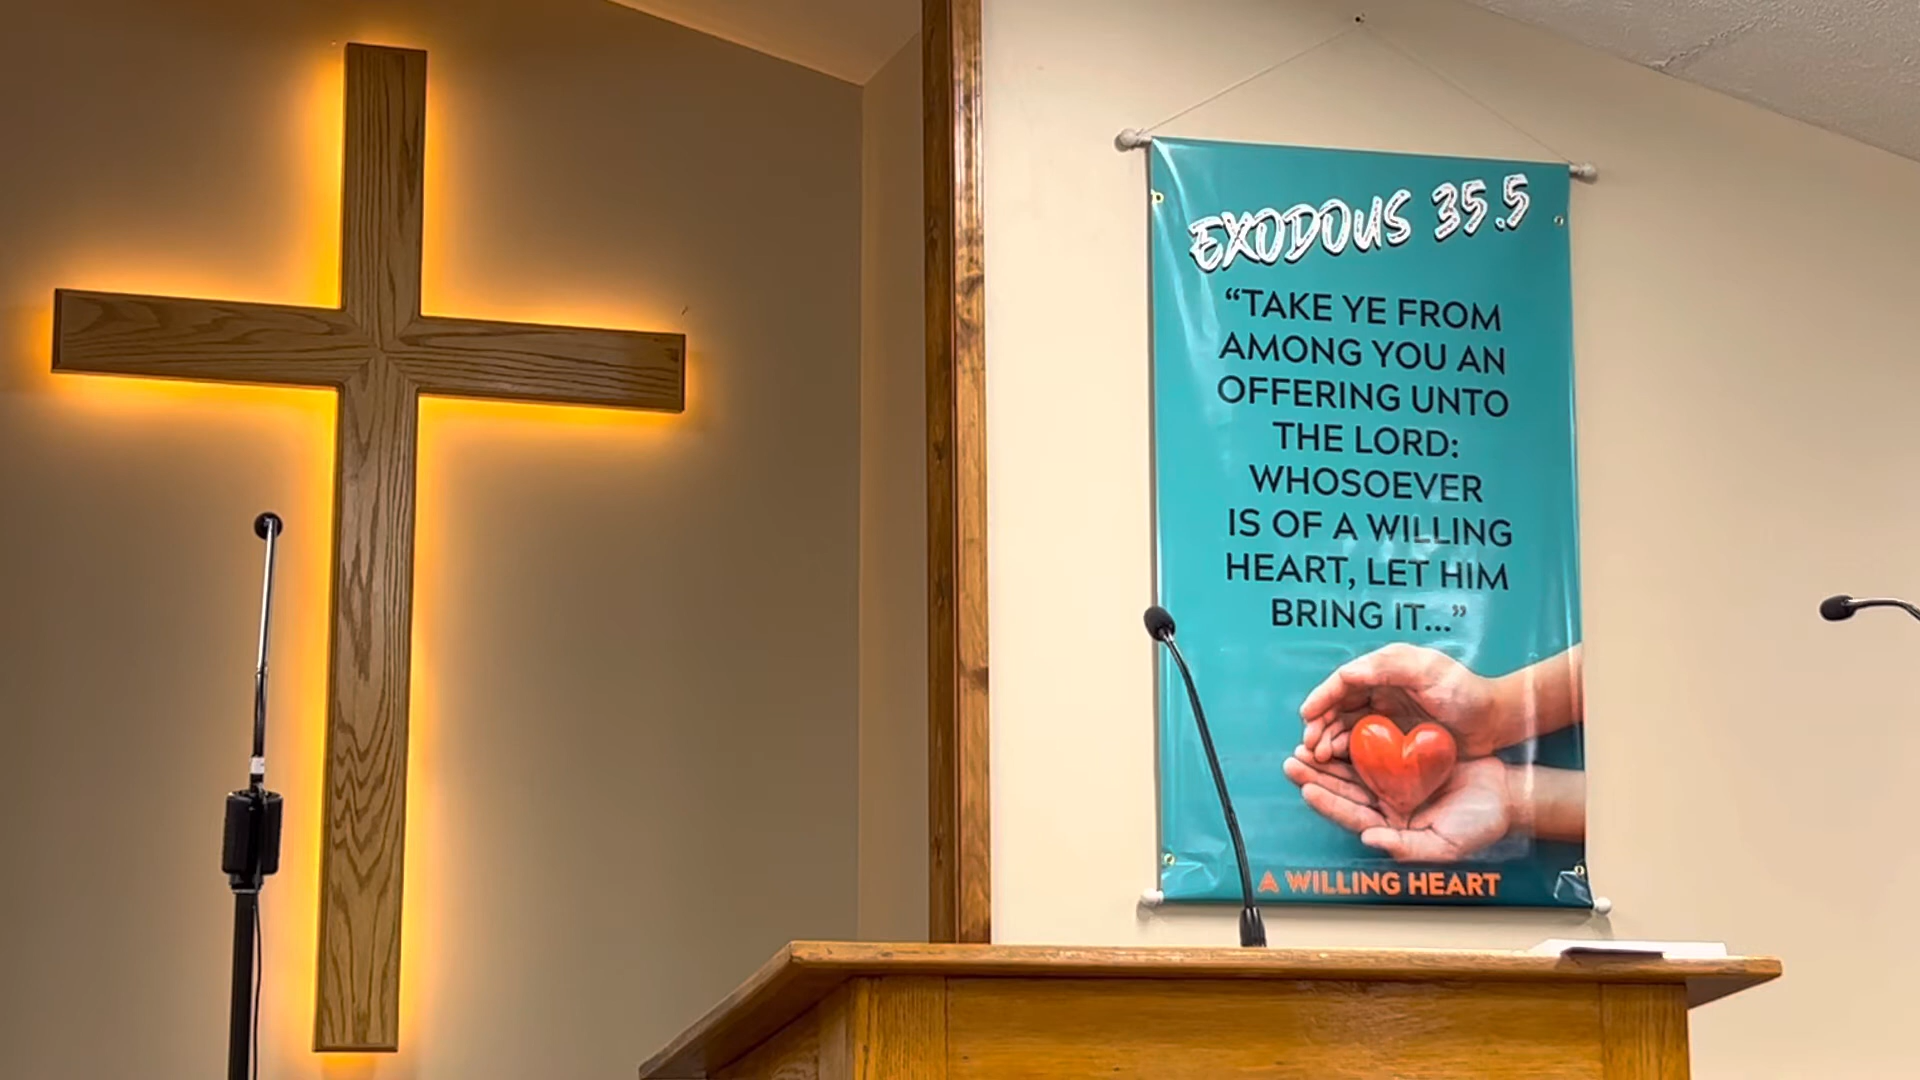 EXODOUS 35.5
“TAKE YE FROM
AMONG YOU AN
OFFERING UNTO
THE LORD:
WHOSOEVER
IS OF A WILLING
HEART, LET HIM
BRING IT...”
A WILLING HEART